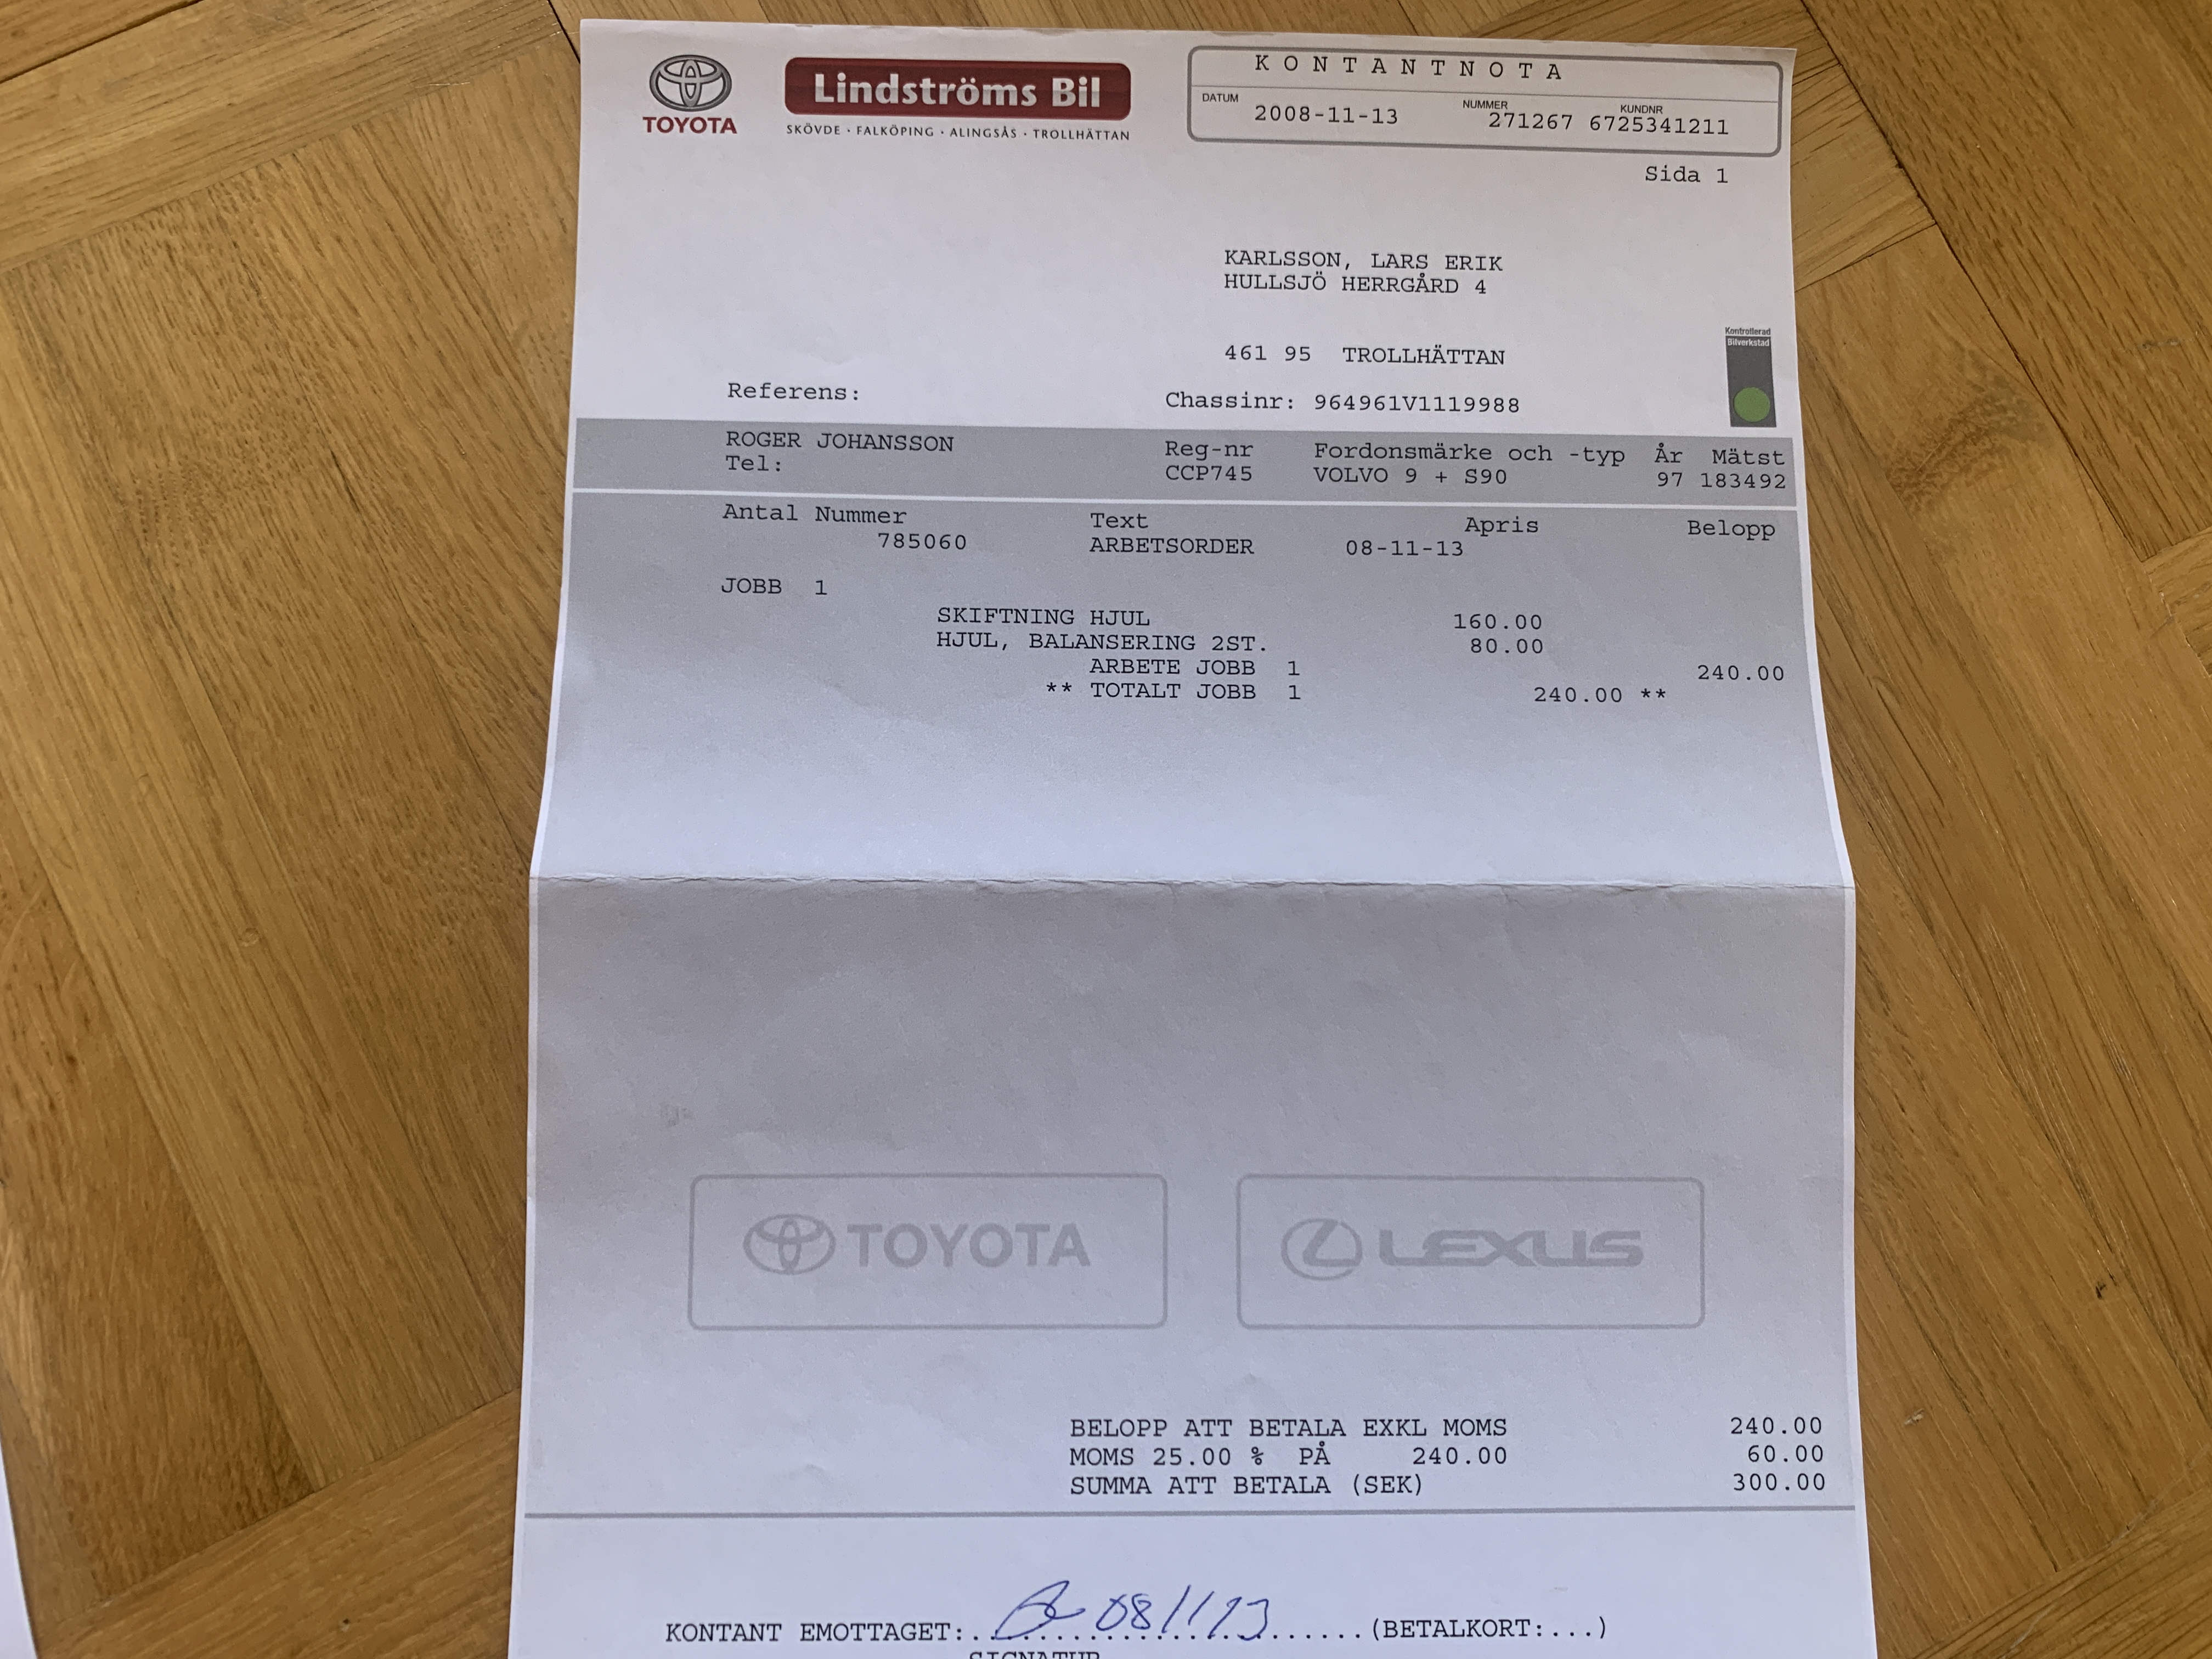 TOYOTA
Lindströms Bil
SKÖVDE · FALKÖPING · ALINGSÅS · TROLLHÄTTAN
KONTANTNOTA
DATUM NUMMER KUNDNR
2008-11-13 271267 6725341211
Sida 1
KARLSSON, LARS ERIK
HULLSJÖ HERRGÅRD 4
461 95 TROLLHÄTTAN
Kontrollerad
Bilverkstad
Referens: Chassinr: 964961V1119988
ROGER JOHANSSON Reg-nr Fordonsmärke och -typ År Mätst
Tel: CCP745 VOLVO 9 + S90 97 183492
Antal Nummer Text Apris Belopp
785060 ARBETSORDER 08-11-13
JOBB 1
SKIFTNING HJUL 160.00
HJUL, BALANSERING 2ST. 80.00
ARBETE JOBB 1 240.00
** TOTALT JOBB 1 240.00 **
TOYOTA LEXUS
BELOPP ATT BETALA EXKL MOMS 240.00
MOMS 25.00 % PÅ 240.00 60.00
SUMMA ATT BETALA (SEK) 300.00
KONTANT EMOTTAGET: 08/11/13 (BETALKORT:...)
SIGNATUR